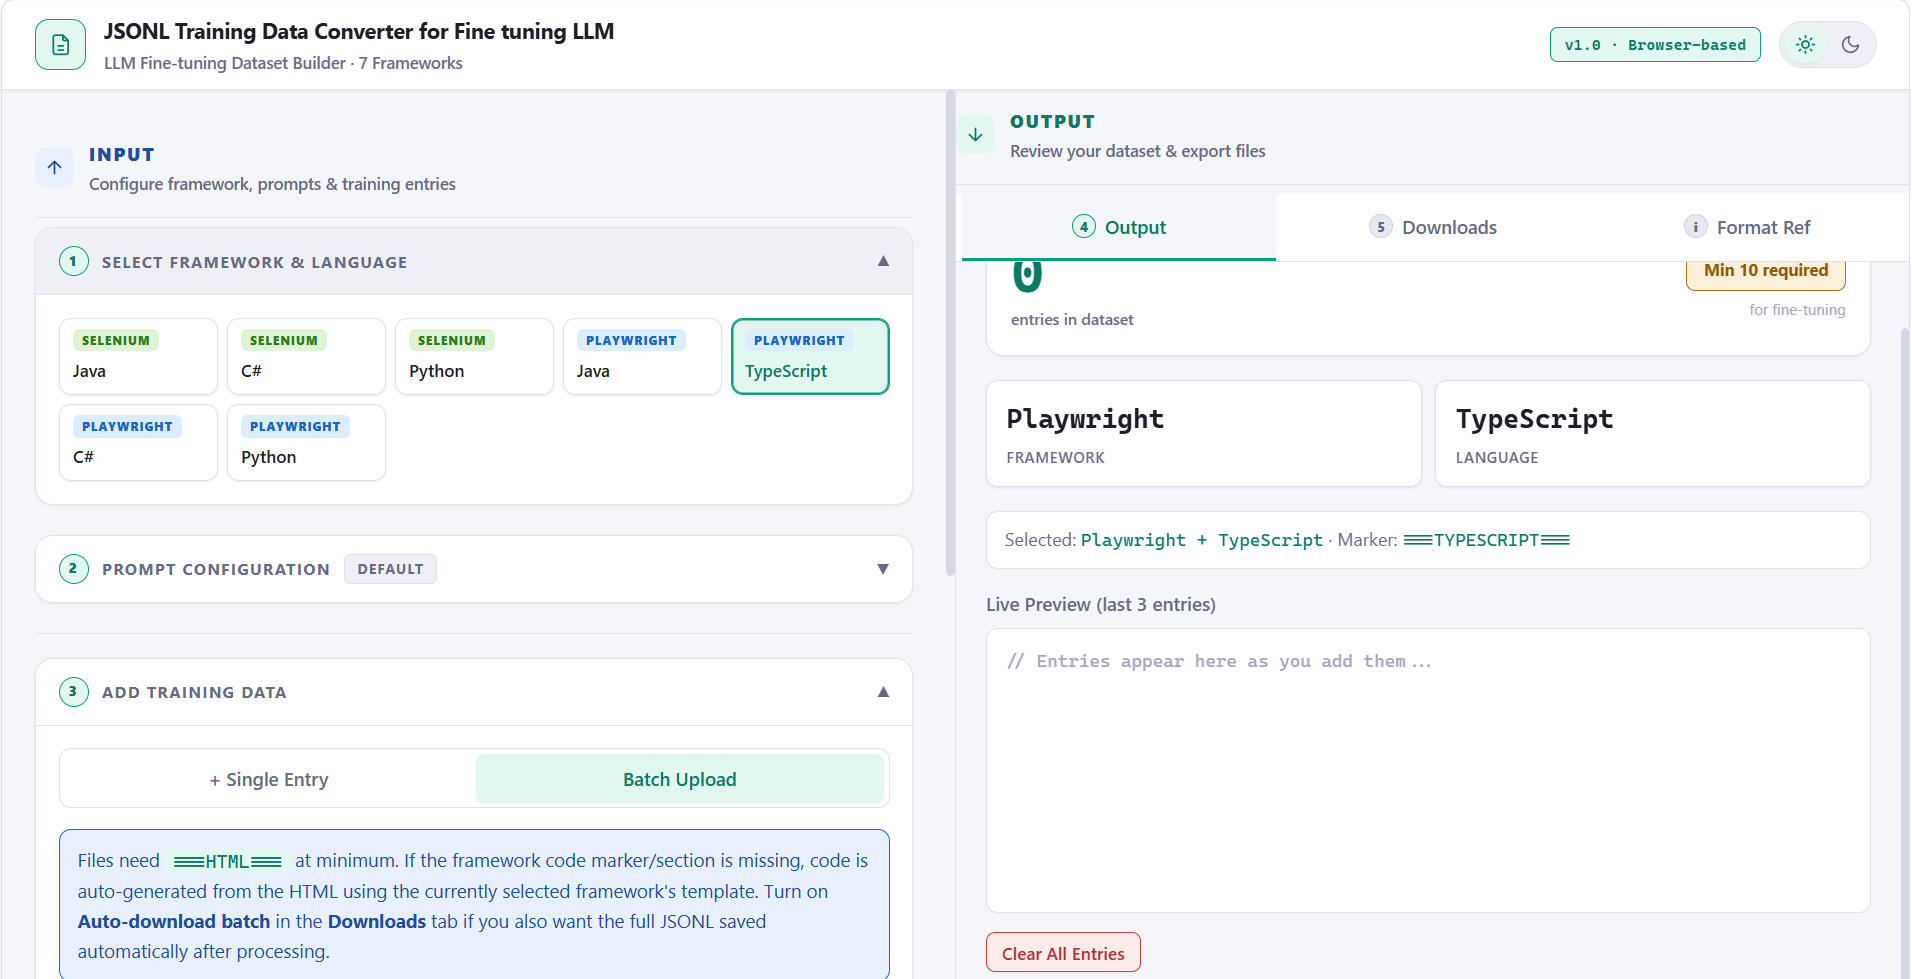 JSONL Training Data Converter for Fine tuning LLM
LLM Fine-tuning Dataset Builder · 7 Frameworks
v1.0 · Browser-based
INPUT
Configure framework, prompts & training entries
1 SELECT FRAMEWORK & LANGUAGE ▲
SELENIUM
Java
SELENIUM
C#
SELENIUM
Python
PLAYWRIGHT
Java
PLAYWRIGHT
TypeScript
PLAYWRIGHT
C#
PLAYWRIGHT
Python
2 PROMPT CONFIGURATION DEFAULT ▼
3 ADD TRAINING DATA ▲
+ Single Entry
Batch Upload
Files need ===HTML=== at minimum. If the framework code marker/section is missing, code is
auto-generated from the HTML using the currently selected framework's template. Turn on
Auto-download batch in the Downloads tab if you also want the full JSONL saved
automatically after processing.
OUTPUT
Review your dataset & export files
4 Output
5 Downloads
i Format Ref
0
entries in dataset
Min 10 required
for fine-tuning
Playwright
FRAMEWORK
TypeScript
LANGUAGE
Selected: Playwright + TypeScript · Marker: ===TYPESCRIPT===
Live Preview (last 3 entries)
// Entries appear here as you add them...
Clear All Entries